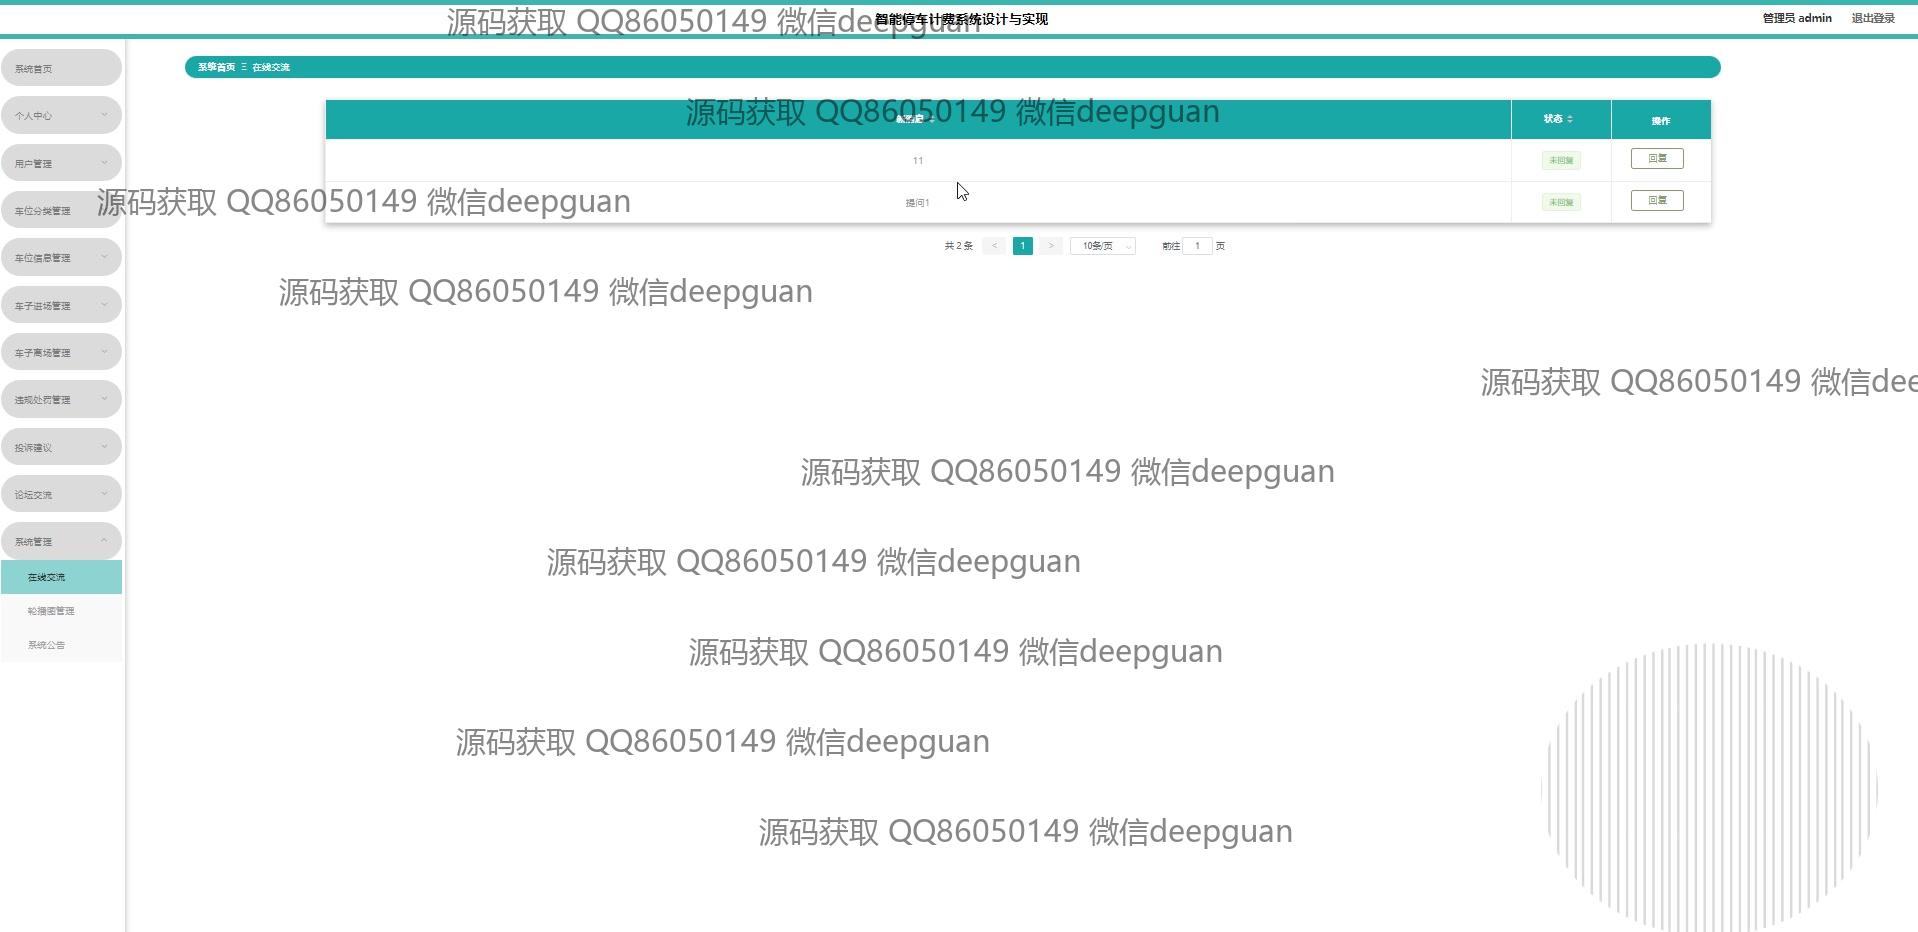 源码获取 QQ86050149 微信deepguan
智能停车计费系统设计与实现
管理员 admin
退出登录
系统首页
系统首页 Ξ 在线交流
源码获取 QQ86050149 微信deepguan
新消息
状态
操作
个人中心
用户管理
11
未回复
回复
车位分类管理
源码获取 QQ86050149 微信deepguan
提问1
未回复
回复
共 2 条
<
1
>
10条/页
前往
1
页
车位信息管理
源码获取 QQ86050149 微信deepguan
车子进场管理
车子离场管理
源码获取 QQ86050149 微信dee
违规处罚管理
投诉建议
源码获取 QQ86050149 微信deepguan
论坛交流
系统管理
源码获取 QQ86050149 微信deepguan
在线交流
轮播图管理
系统公告
源码获取 QQ86050149 微信deepguan
源码获取 QQ86050149 微信deepguan
源码获取 QQ86050149 微信deepguan